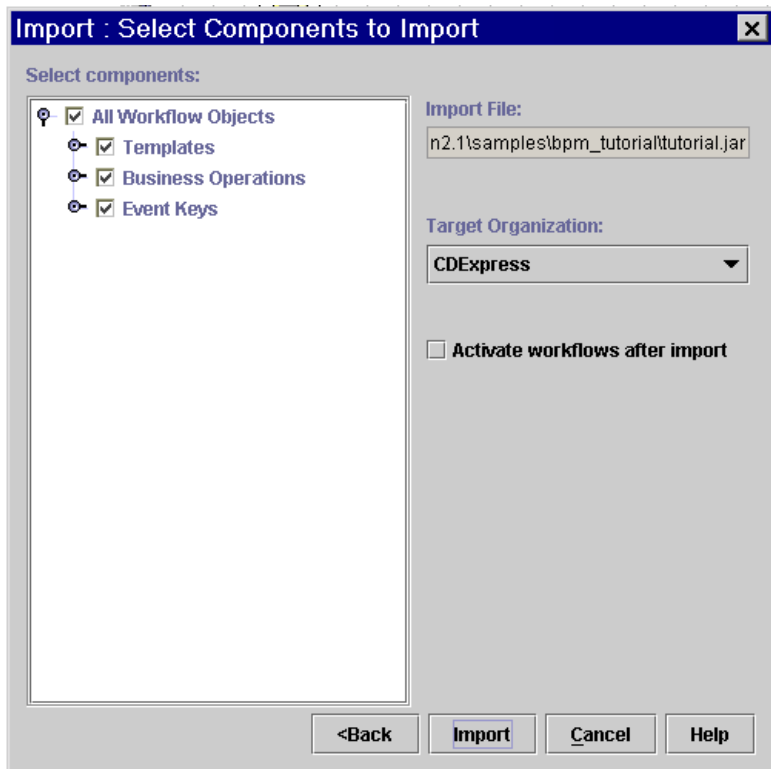 Import : Select Components to Import
Select components:
All Workflow Objects
Templates
Business Operations
Event Keys
Import File:
n2.1\samples\bpm_tutorial\tutorial.jar
Target Organization:
CDExpress
Activate workflows after import
<Back
Import
Cancel
Help